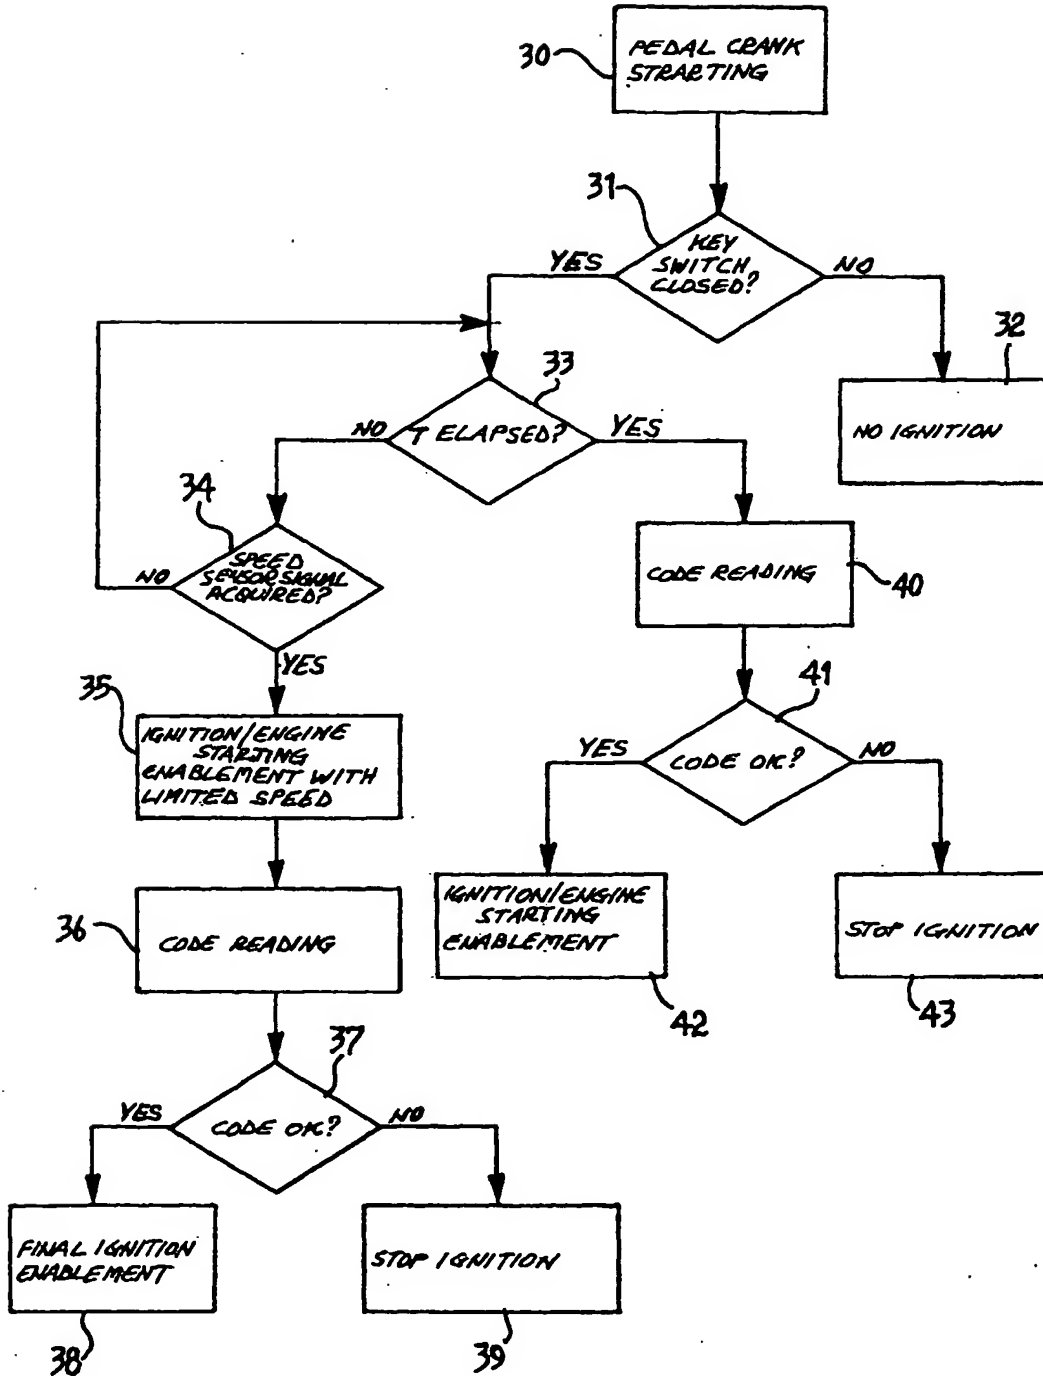 30
PEDAL CRANK
STRARTING
31
KEY
SWITCH
CLOSED?
YES
NO
32
NO IGNITION
33
T ELAPSED?
NO
YES
34
SPEED
SENSOR SIGNAL
ACQUIRED?
NO
YES
CODE READING
40
35
IGNITION/ENGINE
STARTING
ENABLEMENT WITH
LIMITED SPEED
41
CODE OK?
YES
NO
36
CODE READING
IGNITION/ENGINE
STARTING
ENABLEMENT
42
STOP IGNITION
43
37
CODE OK?
YES
NO
FINAL IGNITION
ENABLEMENT
38
STOP IGNITION
39